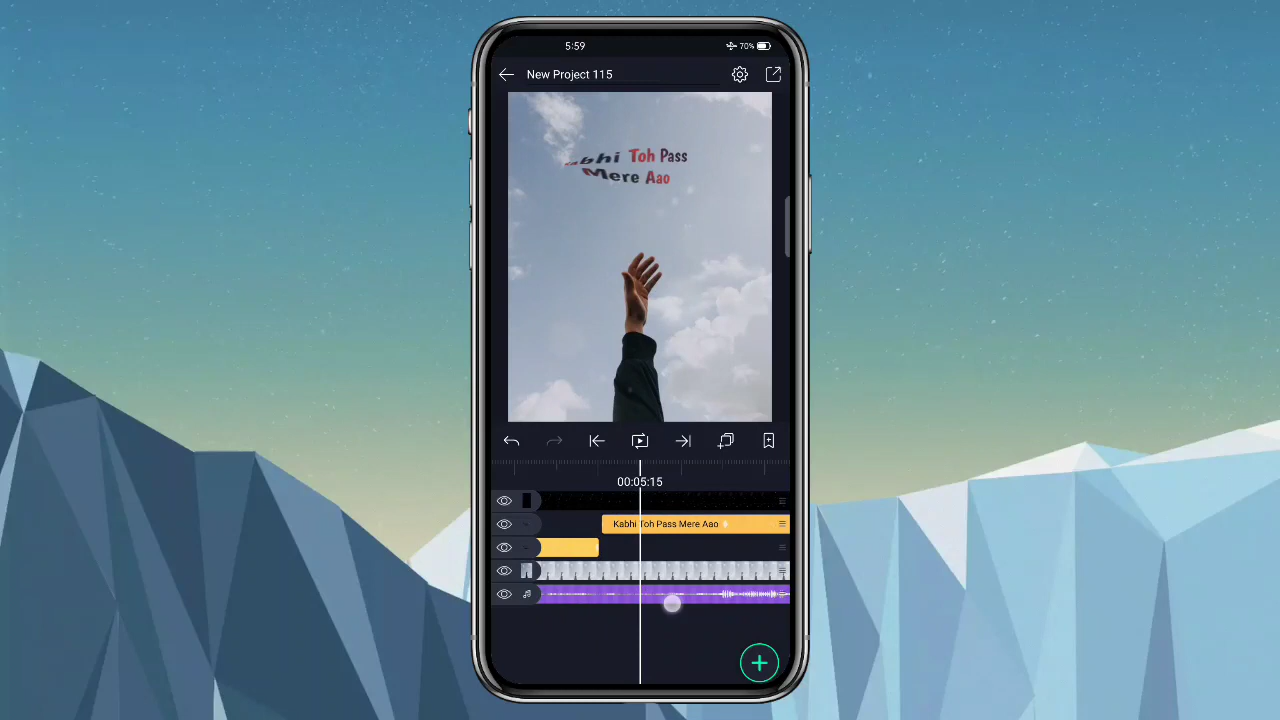 5:59
70%
New Project 115
Kabhi Toh Pass
Mere Aao
00:05:15
Kabhi Toh Pass Mere Aao